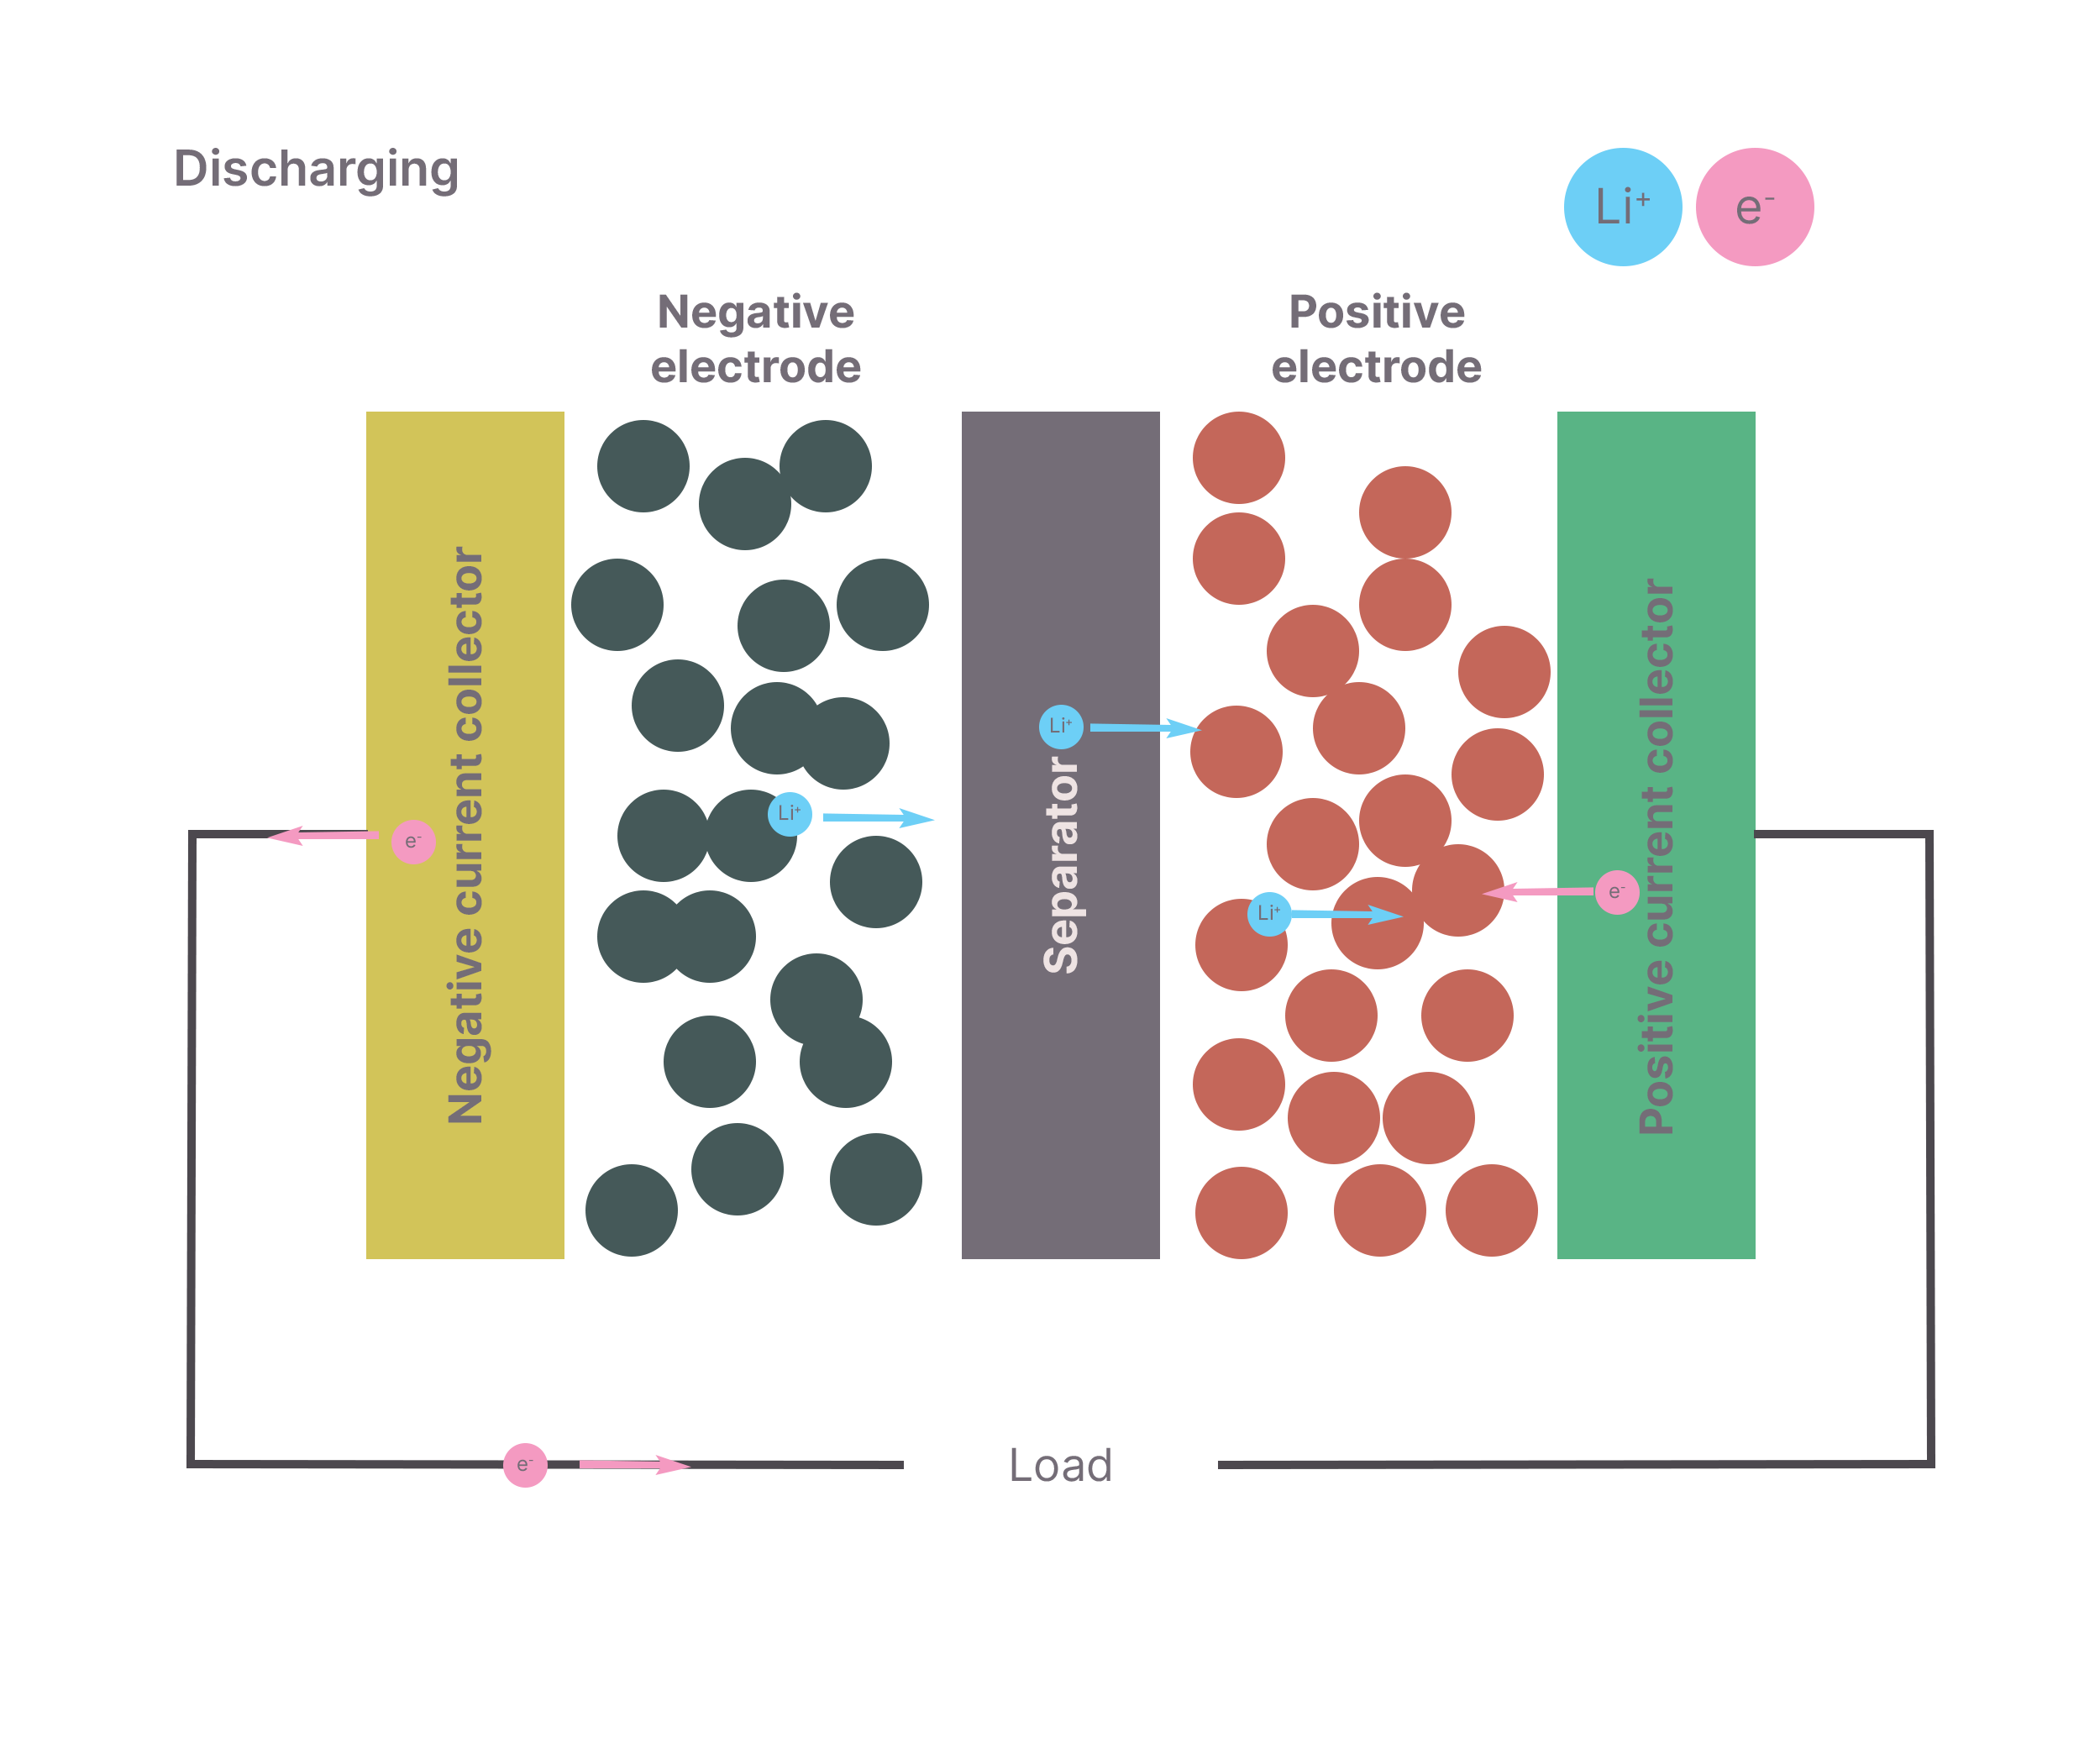 Discharging
Li⁺
e⁻
Negative
electrode
Positive
electrode
Negative current collector
Separator
Positive current collector
Li⁺
Li⁺
e⁻
e⁻
Li⁺
e⁻
Load